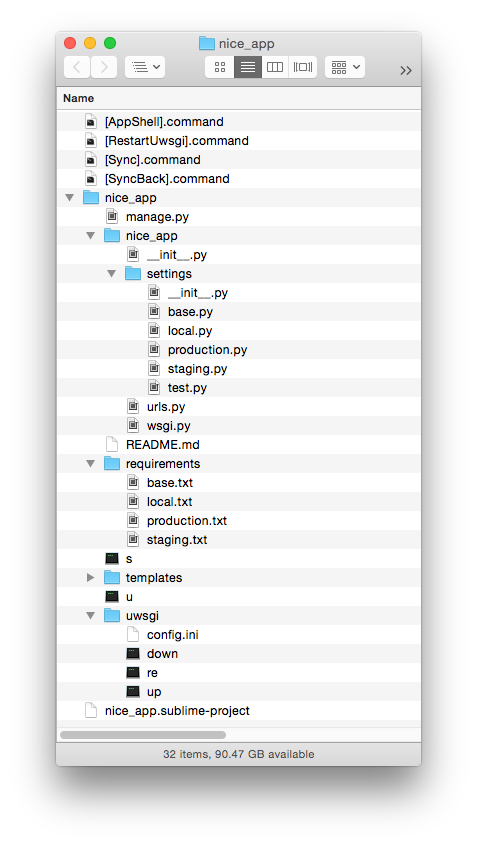 nice_app
Name
[AppShell].command
[RestartUwsgi].command
[Sync].command
[SyncBack].command
nice_app
manage.py
nice_app
__init__.py
settings
__init__.py
base.py
local.py
production.py
staging.py
test.py
urls.py
wsgi.py
README.md
requirements
base.txt
local.txt
production.txt
staging.txt
s
templates
u
uwsgi
config.ini
down
re
up
nice_app.sublime-project
32 items, 90.47 GB available